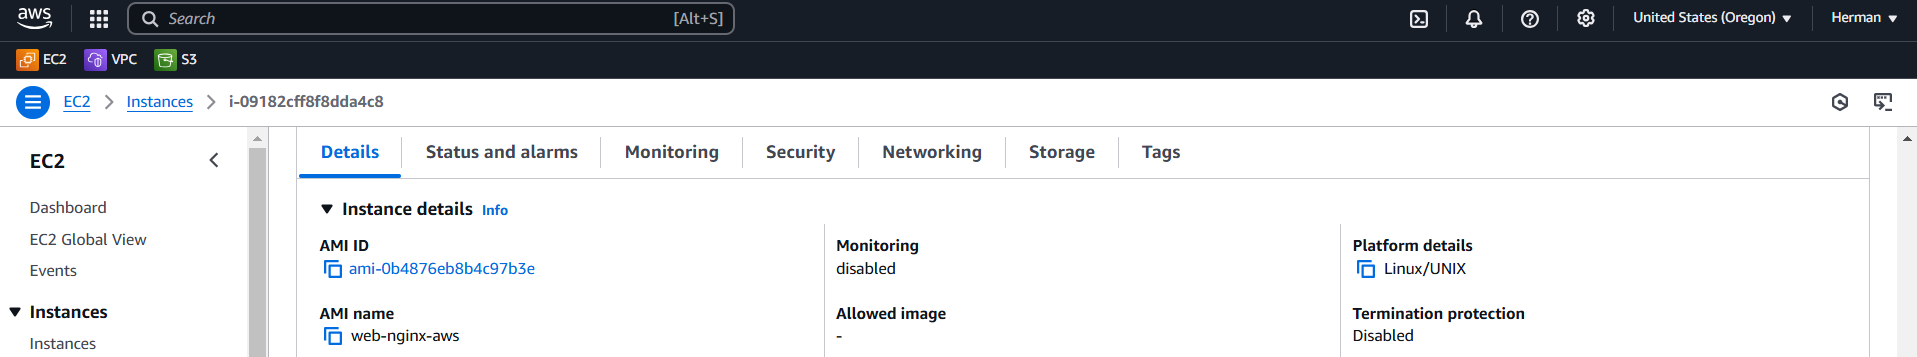 aws Search [Alt+S] United States (Oregon) Herman
EC2 VPC S3
EC2 Instances i-09182cff8f8dda4c8
EC2
Dashboard
EC2 Global View
Events
Instances
Instances
Details Status and alarms Monitoring Security Networking Storage Tags
Instance details Info
AMI ID
ami-0b4876eb8b4c97b3e
Monitoring
disabled
Platform details
Linux/UNIX
AMI name
web-nginx-aws
Allowed image
-
Termination protection
Disabled